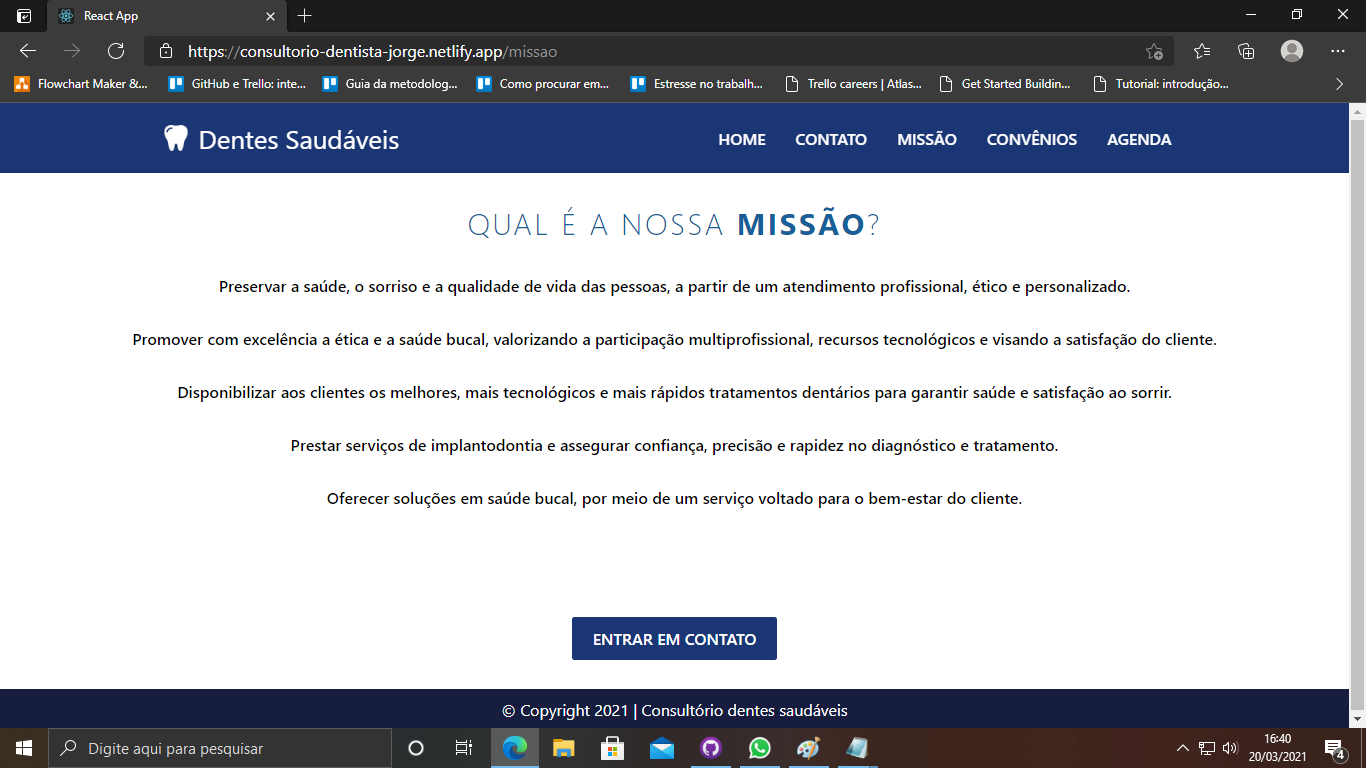 React App
https://consultorio-dentista-jorge.netlify.app/missao
Flowchart Maker &... GitHub e Trello: inte... Guia da metodolog... Como procurar em... Estresse no trabalh... Trello careers | Atlas... Get Started Buildin... Tutorial: introdução...
Dentes Saudáveis HOME CONTATO MISSÃO CONVÊNIOS AGENDA
QUAL É A NOSSA MISSÃO?
Preservar a saúde, o sorriso e a qualidade de vida das pessoas, a partir de um atendimento profissional, ético e personalizado.
Promover com excelência a ética e a saúde bucal, valorizando a participação multiprofissional, recursos tecnológicos e visando a satisfação do cliente.
Disponibilizar aos clientes os melhores, mais tecnológicos e mais rápidos tratamentos dentários para garantir saúde e satisfação ao sorrir.
Prestar serviços de implantodontia e assegurar confiança, precisão e rapidez no diagnóstico e tratamento.
Oferecer soluções em saúde bucal, por meio de um serviço voltado para o bem-estar do cliente.
ENTRAR EM CONTATO
© Copyright 2021 | Consultório dentes saudáveis
Digite aqui para pesquisar
16:40
20/03/2021
4